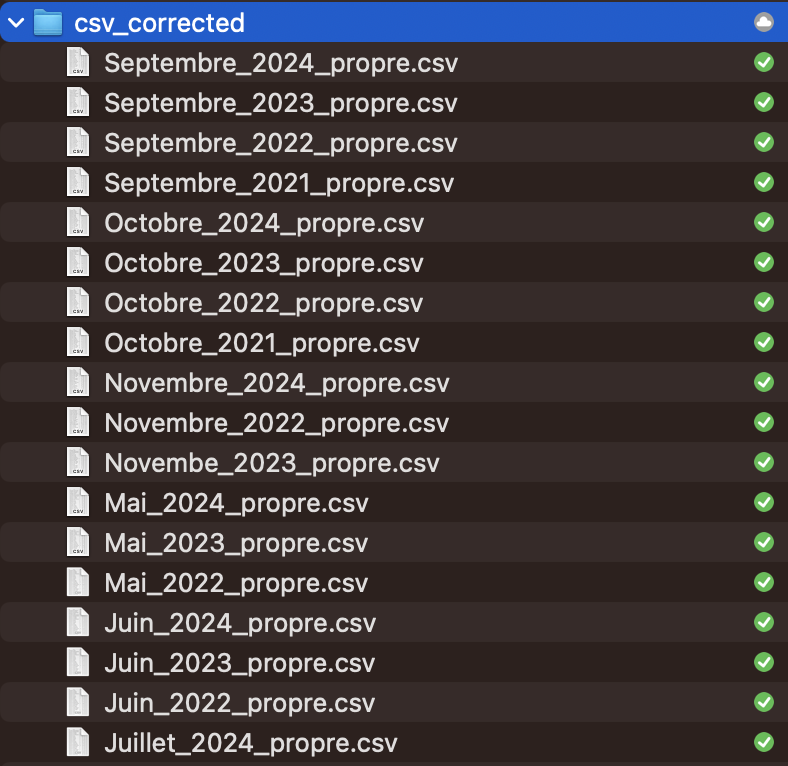 csv_corrected
Septembre_2024_propre.csv
Septembre_2023_propre.csv
Septembre_2022_propre.csv
Septembre_2021_propre.csv
Octobre_2024_propre.csv
Octobre_2023_propre.csv
Octobre_2022_propre.csv
Octobre_2021_propre.csv
Novembre_2024_propre.csv
Novembre_2022_propre.csv
Novembe_2023_propre.csv
Mai_2024_propre.csv
Mai_2023_propre.csv
Mai_2022_propre.csv
Juin_2024_propre.csv
Juin_2023_propre.csv
Juin_2022_propre.csv
Juillet_2024_propre.csv